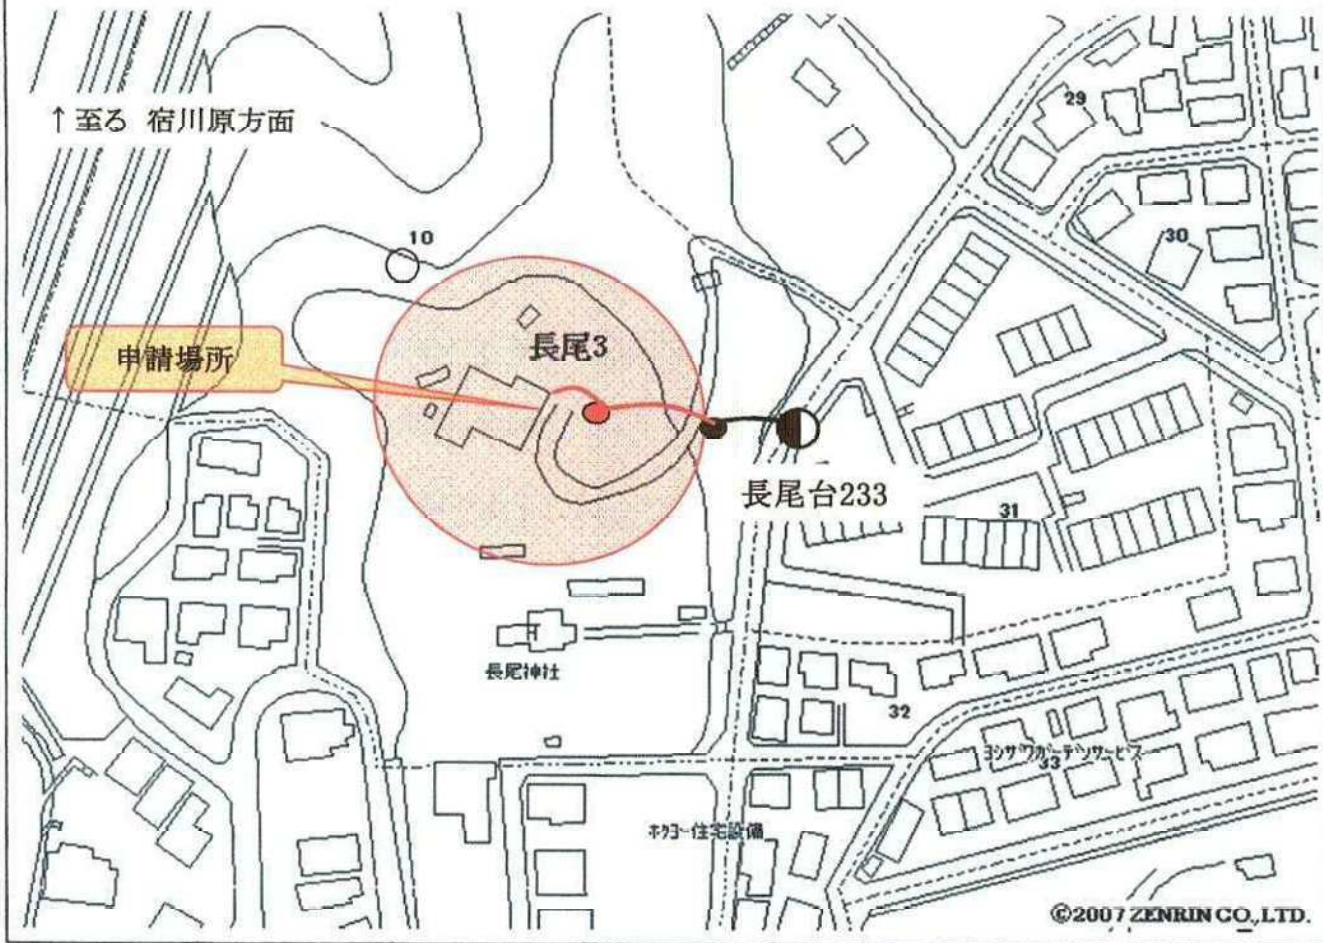 ↑至る 宿川原方面
29
10
30
長尾3
申請場所
長尾台233
31
長尾神社
32
ヨシザワガーデンサービス
33
ホクヨー住宅設備
©2007 ZENRIN CO.,LTD.